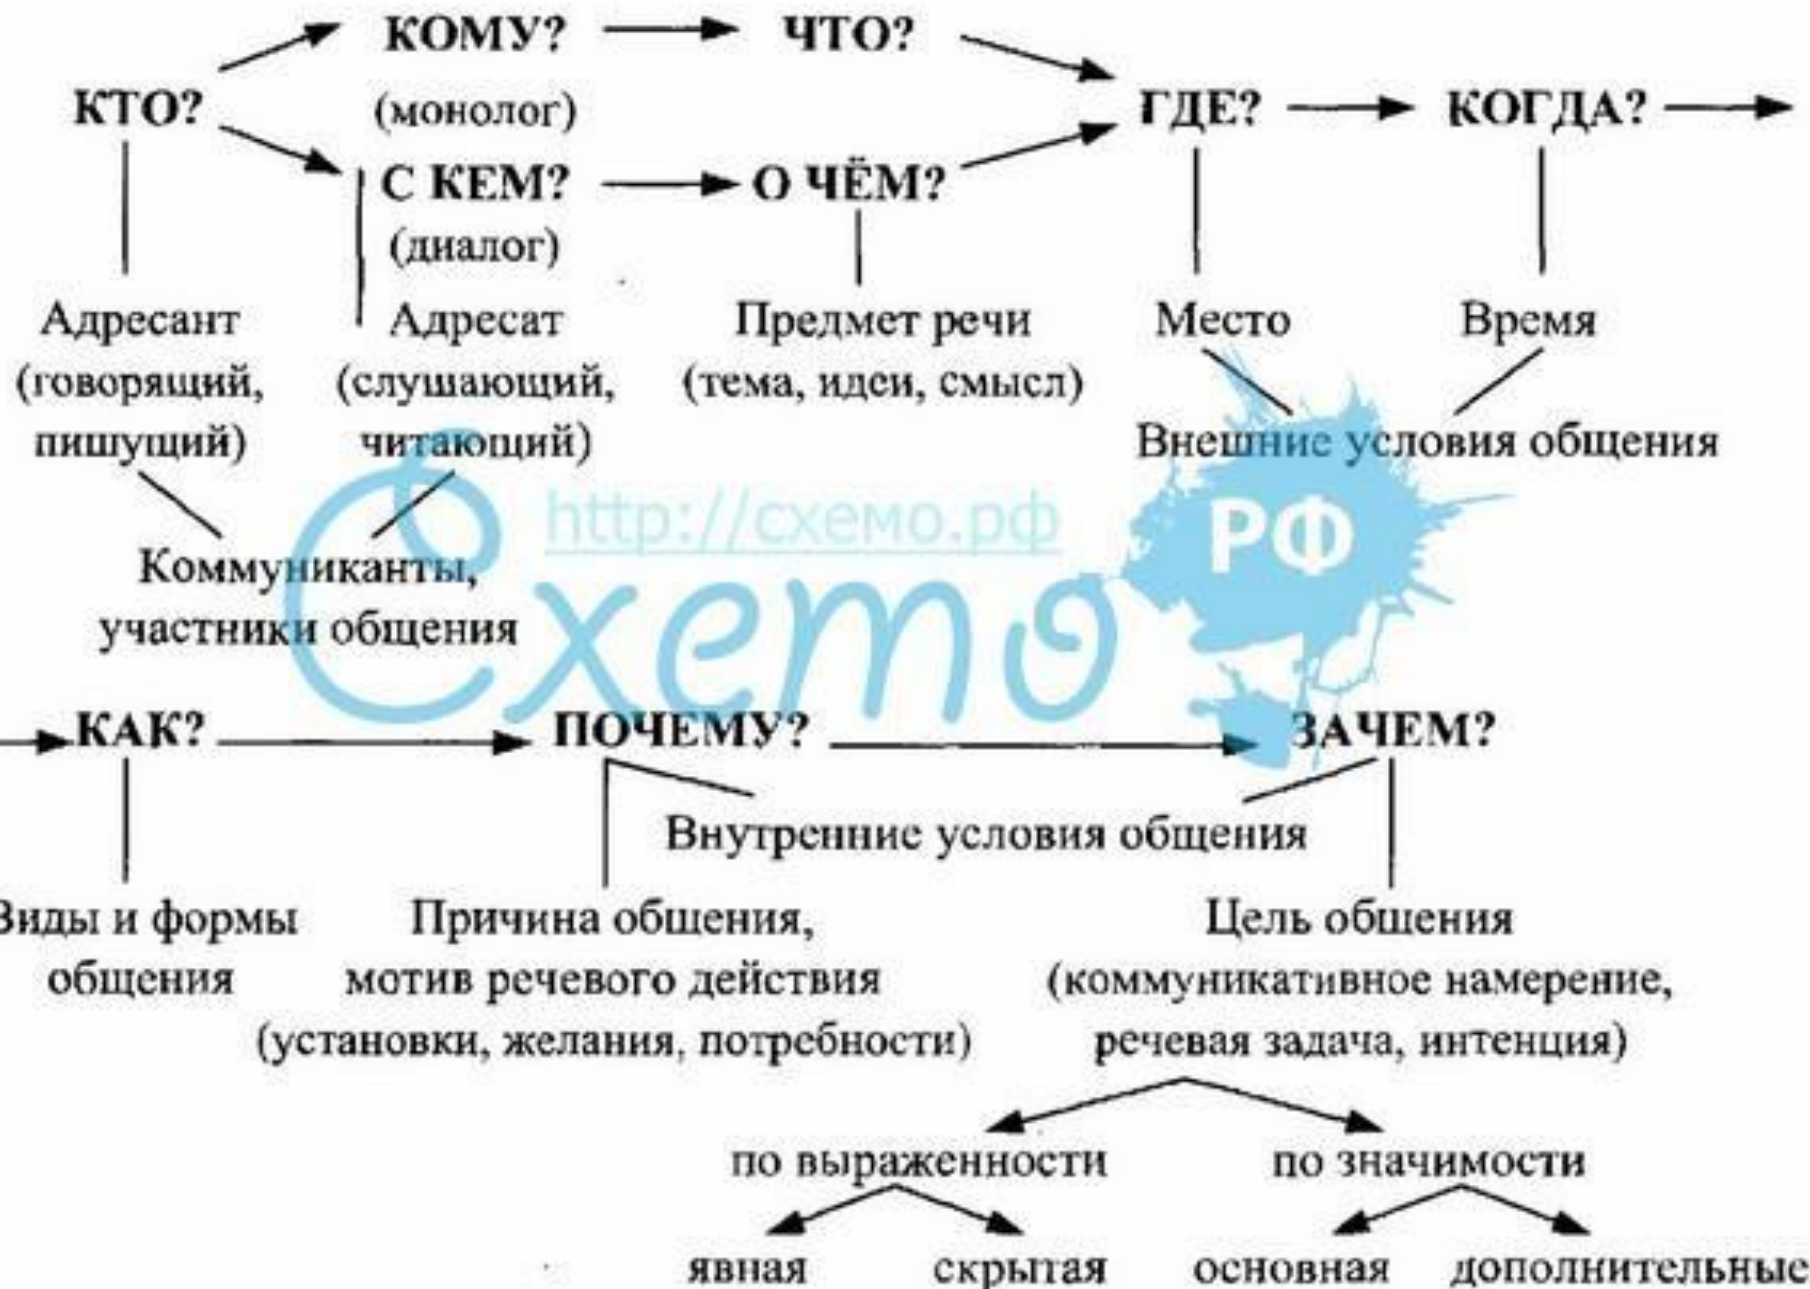 КОМУ? ЧТО?
КТО? (монолог) ГДЕ? КОГДА?
С КЕМ? О ЧЁМ?
(диалог)
Адресант Адресат Предмет речи Место Время
(говорящий, (слушающий, (тема, идеи, смысл)
пишущий) читающий) Внешние условия общения
http://схемо.рф
РФ
Схемо
Коммуниканты,
участники общения
КАК? ПОЧЕМУ? ЗАЧЕМ?
Внутренние условия общения
Виды и формы Причина общения, Цель общения
общения мотив речевого действия (коммуникативное намерение,
(установки, желания, потребности) речевая задача, интенция)
по выраженности по значимости
явная скрытая основная дополнительные